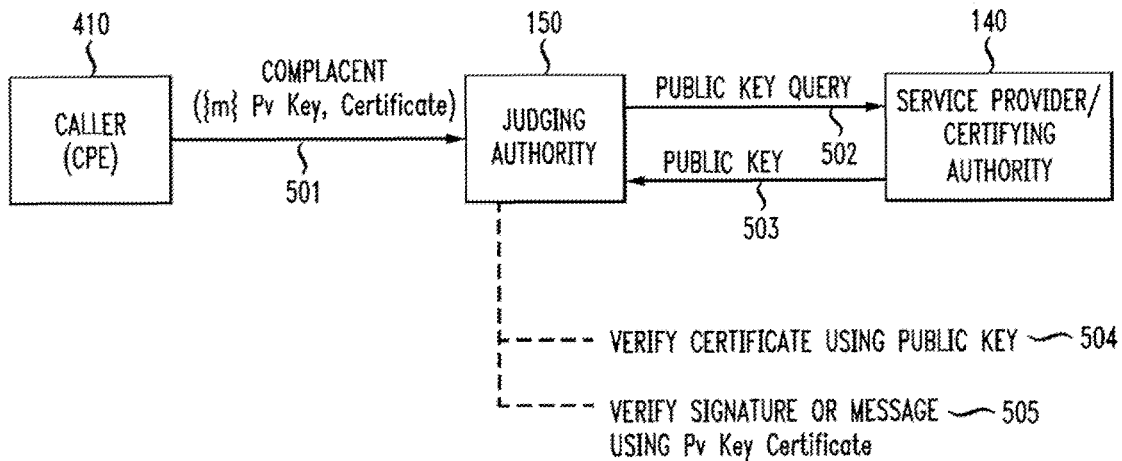 410
150
140
COMPLACENT
({m} Pv Key, Certificate)
CALLER
(CPE)
501
JUDGING
AUTHORITY
PUBLIC KEY QUERY
502
PUBLIC KEY
503
SERVICE PROVIDER/
CERTIFYING
AUTHORITY
VERIFY CERTIFICATE USING PUBLIC KEY 504
VERIFY SIGNATURE OR MESSAGE 505
USING Pv Key Certificate